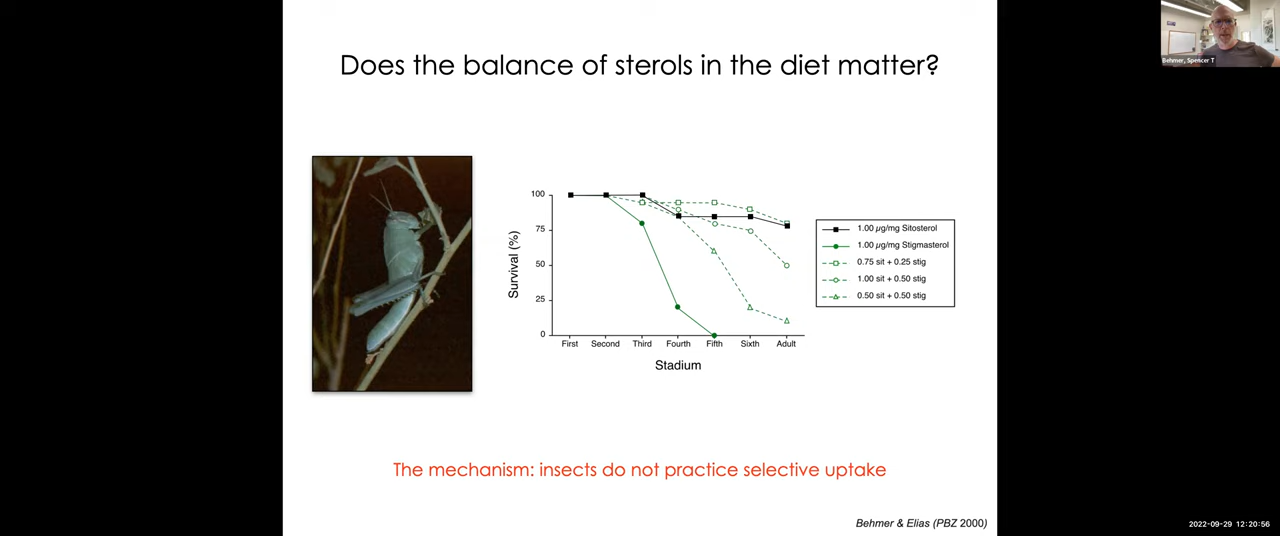 Does the balance of sterols in the diet matter?
Behmer, Spencer T
100
75
50
25
0
Survival (%)
First Second Third Fourth Fifth Sixth Adult
Stadium
1.00 µg/mg Sitosterol
1.00 µg/mg Stigmasterol
0.75 sit + 0.25 stig
1.00 sit + 0.50 stig
0.50 sit + 0.50 stig
The mechanism: insects do not practice selective uptake
Behmer & Elias (PBZ 2000)
2022-09-29 12:20:56